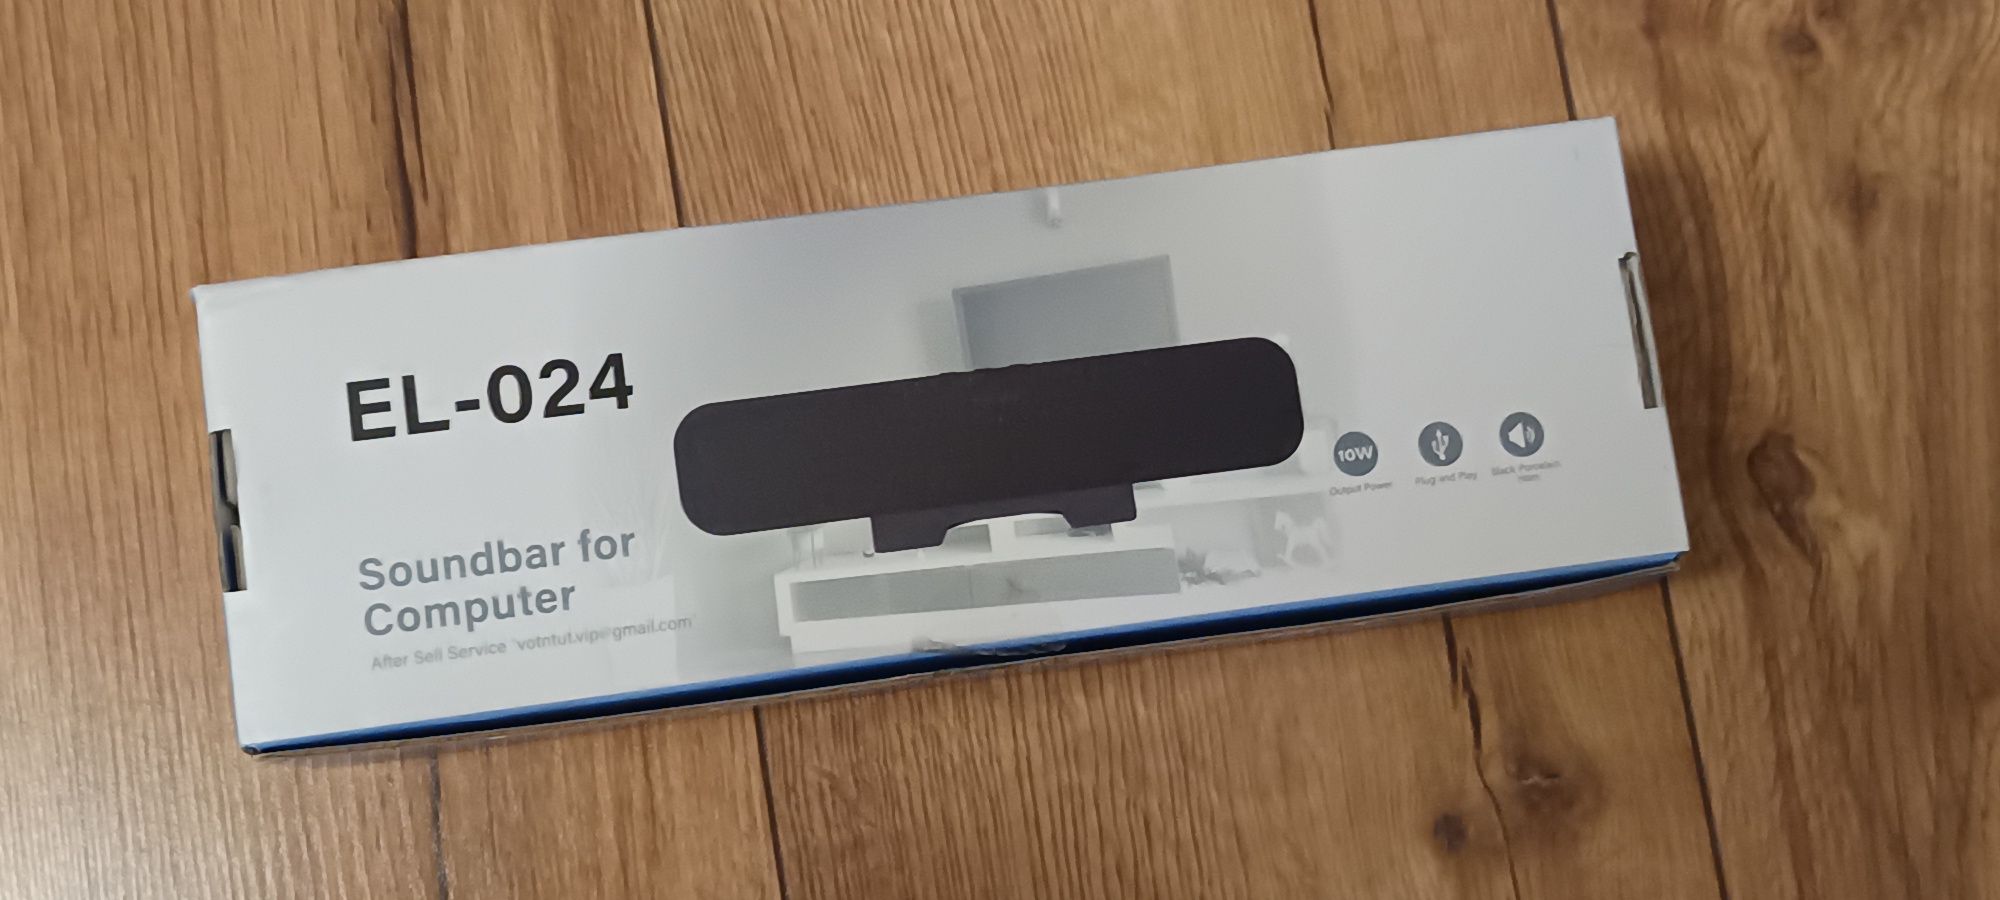 EL-024
Soundbar for
Computer
After Sell Service "votntut.vip@gmail.com"
10W
Output Power
Plug and Play
Black Porcelain
Horn